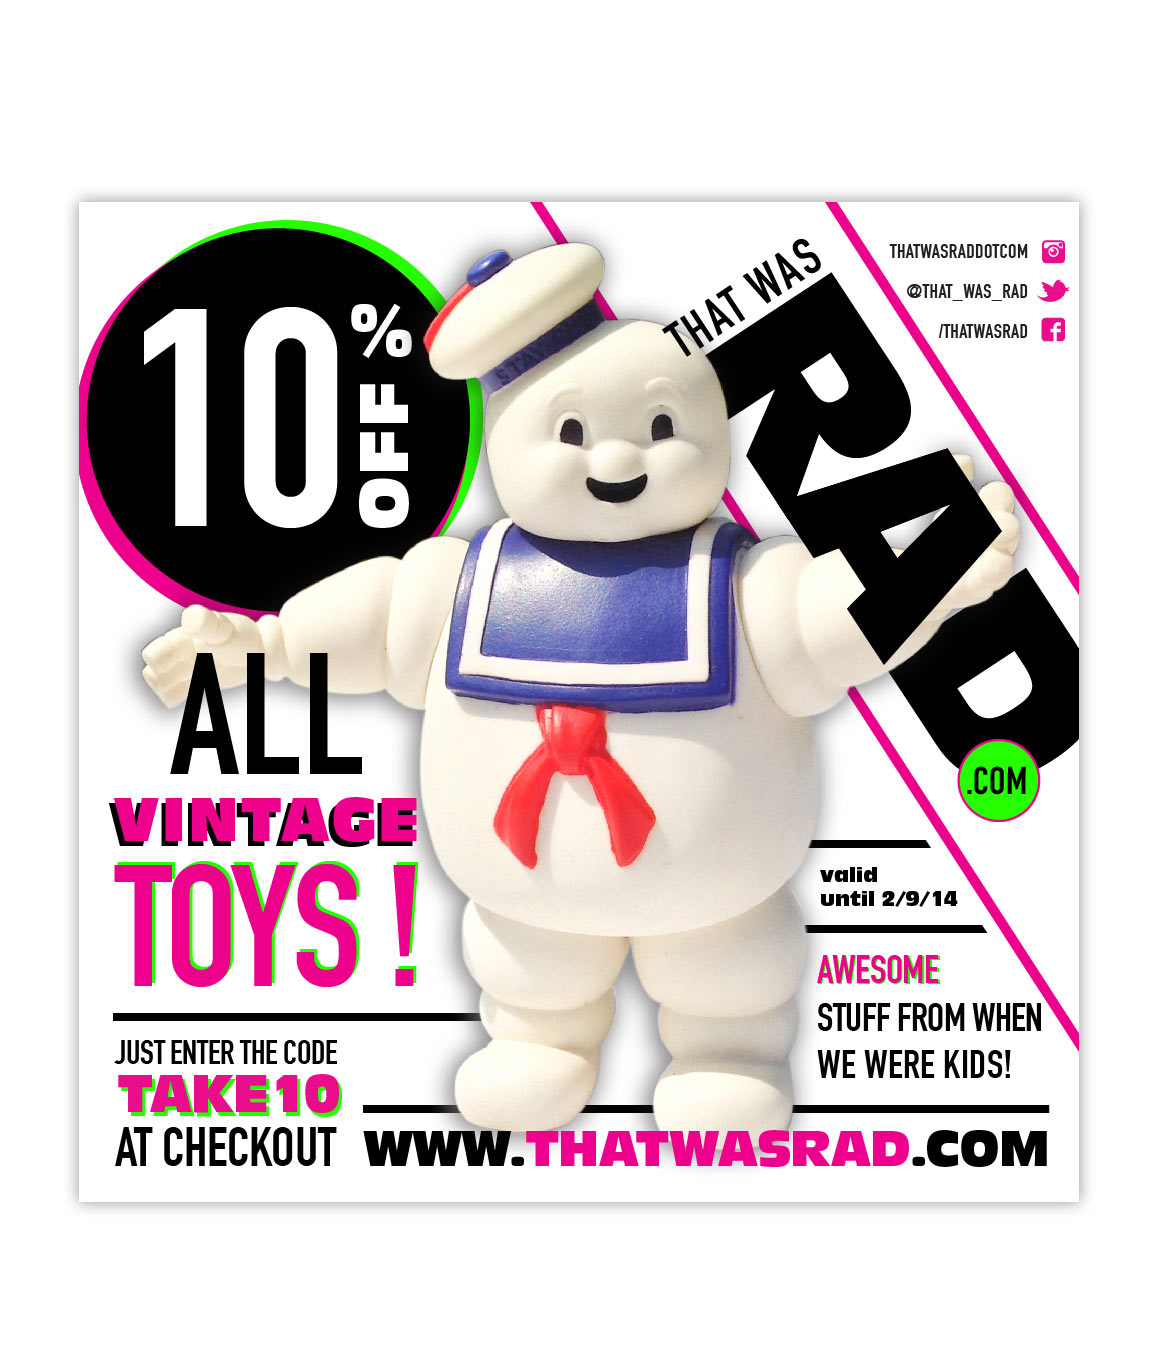 10% OFF
STAY
THAT WAS
RAD
.COM
THATWASRADDOTCOM
@THAT_WAS_RAD
/THATWASRAD
ALL
VINTAGE
TOYS !
JUST ENTER THE CODE
TAKE10
AT CHECKOUT
valid
until 2/9/14
AWESOME
STUFF FROM WHEN
WE WERE KIDS!
WWW.THATWASRAD.COM